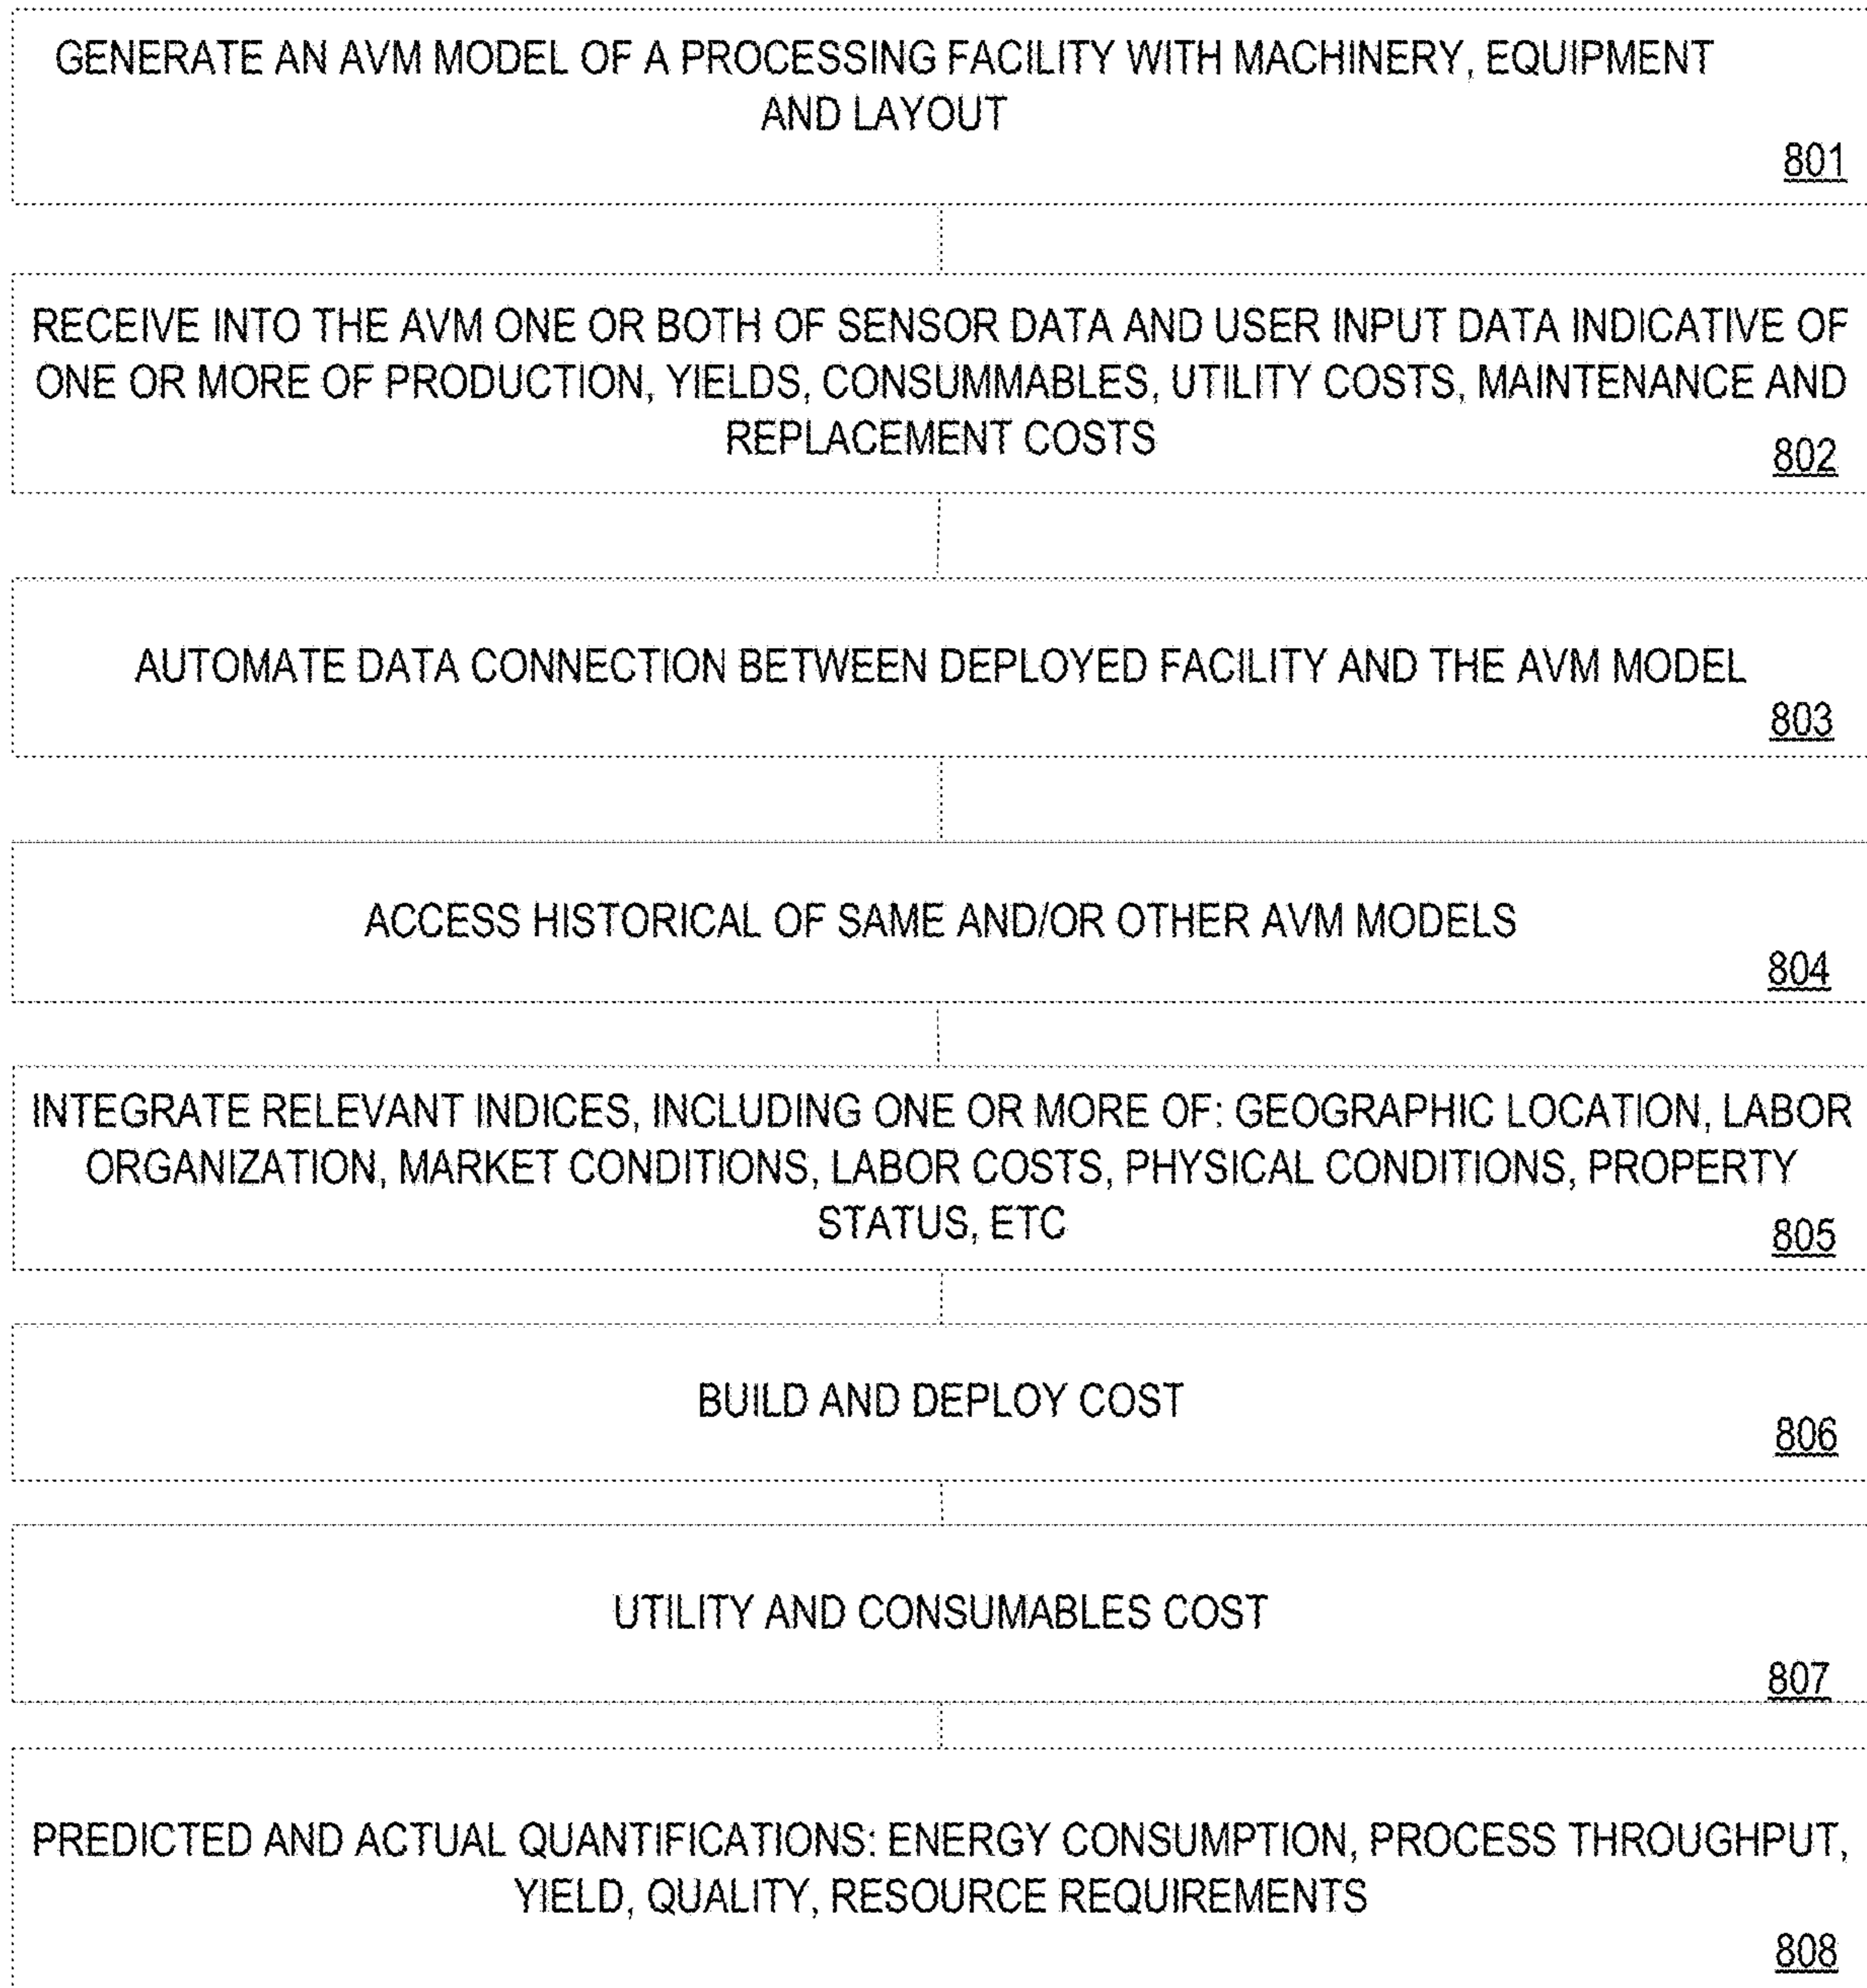 GENERATE AN AVM MODEL OF A PROCESSING FACILITY WITH MACHINERY, EQUIPMENT
AND LAYOUT
801
RECEIVE INTO THE AVM ONE OR BOTH OF SENSOR DATA AND USER INPUT DATA INDICATIVE OF
ONE OR MORE OF PRODUCTION, YIELDS, CONSUMMABLES, UTILITY COSTS, MAINTENANCE AND
REPLACEMENT COSTS
802
AUTOMATE DATA CONNECTION BETWEEN DEPLOYED FACILITY AND THE AVM MODEL
803
ACCESS HISTORICAL OF SAME AND/OR OTHER AVM MODELS
804
INTEGRATE RELEVANT INDICES, INCLUDING ONE OR MORE OF: GEOGRAPHIC LOCATION, LABOR
ORGANIZATION, MARKET CONDITIONS, LABOR COSTS, PHYSICAL CONDITIONS, PROPERTY
STATUS, ETC
805
BUILD AND DEPLOY COST
806
UTILITY AND CONSUMABLES COST
807
PREDICTED AND ACTUAL QUANTIFICATIONS: ENERGY CONSUMPTION, PROCESS THROUGHPUT,
YIELD, QUALITY, RESOURCE REQUIREMENTS
808